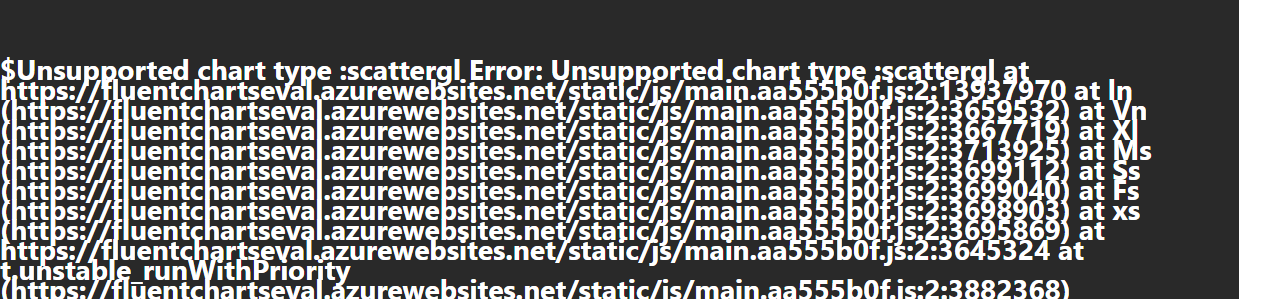 $Unsupported chart type :scattergl Error: Unsupported chart type :scattergl at
https://fluentchartseval.azurewebsites.net/static/js/main.aa555b0f.js:2:13937970 at ln
(https://fluentchartseval.azurewebsites.net/static/js/main.aa555b0f.js:2:3659532) at Vn
(https://fluentchartseval.azurewebsites.net/static/js/main.aa555b0f.js:2:3667719) at Xl
(https://fluentchartseval.azurewebsites.net/static/js/main.aa555b0f.js:2:3713925) at Ms
(https://fluentchartseval.azurewebsites.net/static/js/main.aa555b0f.js:2:3699112) at Ss
(https://fluentchartseval.azurewebsites.net/static/js/main.aa555b0f.js:2:3699040) at Fs
(https://fluentchartseval.azurewebsites.net/static/js/main.aa555b0f.js:2:3698903) at xs
(https://fluentchartseval.azurewebsites.net/static/js/main.aa555b0f.js:2:3695869) at
https://fluentchartseval.azurewebsites.net/static/js/main.aa555b0f.js:2:3645324 at
t.unstable_runWithPriority
(https://fluentchartseval.azurewebsites.net/static/js/main.aa555b0f.js:2:3882368)